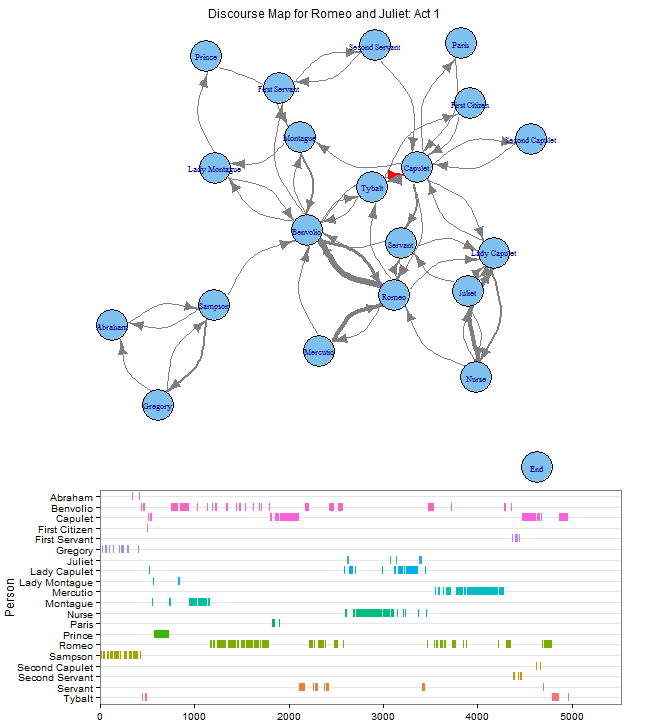 Discourse Map for Romeo and Juliet: Act 1
Prince
Second Servant
Paris
First Servant
First Citizen
Montague
Second Capulet
Lady Montague
Capulet
Tybalt
Benvolio
Servant
Lady Capulet
Romeo
Juliet
Sampson
Abraham
Mercutio
Nurse
Gregory
End
Person
Abraham
Benvolio
Capulet
First Citizen
First Servant
Gregory
Juliet
Lady Capulet
Lady Montague
Mercutio
Montague
Nurse
Paris
Prince
Romeo
Sampson
Second Capulet
Second Servant
Servant
Tybalt
0 1000 2000 3000 4000 5000